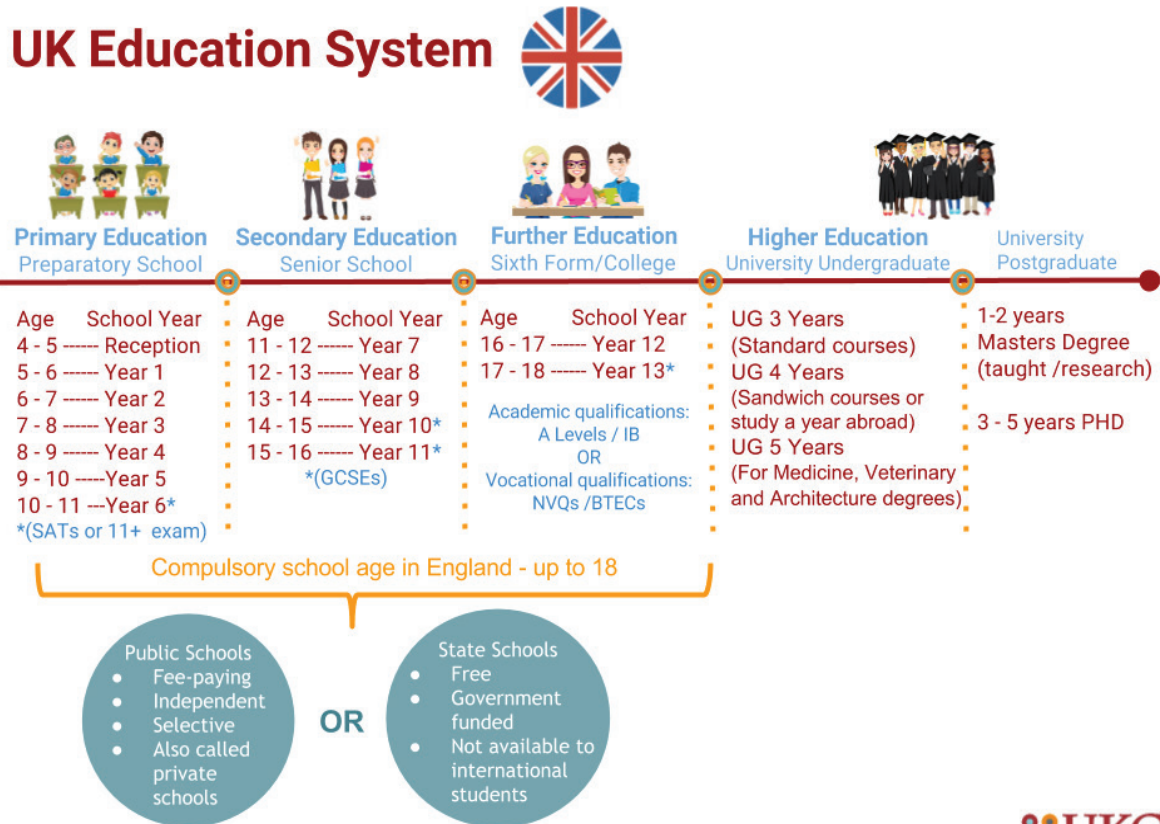 UK Education System
Primary Education
Preparatory School
Age School Year
4 - 5 ------ Reception
5 - 6 ------ Year 1
6 - 7 ------ Year 2
7 - 8 ------ Year 3
8 - 9 ------ Year 4
9 - 10 -----Year 5
10 - 11 ---Year 6*
*(SATs or 11+ exam)
Secondary Education
Senior School
Age School Year
11 - 12 ------ Year 7
12 - 13 ------ Year 8
13 - 14 ------ Year 9
14 - 15 ------ Year 10*
15 - 16 ------ Year 11*
*(GCSEs)
Further Education
Sixth Form/College
Age School Year
16 - 17 ------ Year 12
17 - 18 ------ Year 13*
Academic qualifications:
A Levels / IB
OR
Vocational qualifications:
NVQs /BTECs
Higher Education
University Undergraduate
UG 3 Years
(Standard courses)
UG 4 Years
(Sandwich courses or
study a year abroad)
UG 5 Years
(For Medicine, Veterinary
and Architecture degrees)
University
Postgraduate
1-2 years
Masters Degree
(taught /research)
3 - 5 years PHD
Compulsory school age in England - up to 18
Public Schools
● Fee-paying
● Independent
● Selective
● Also called
private
schools
OR
State Schools
● Free
● Government
funded
● Not available to
international
students